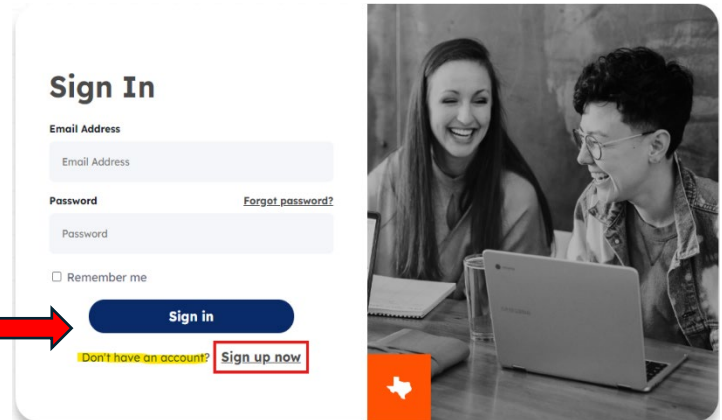 Sign In
Email Address
Email Address
Password Forgot password?
Password
Remember me
Sign in
Don't have an account? Sign up now